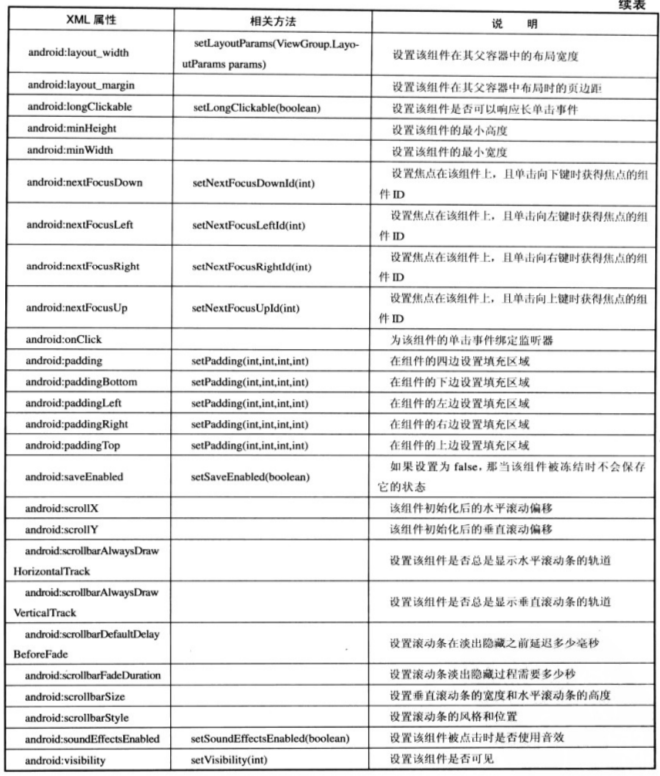 续表
XML 属性 相关方法 说 明
android:layout_width setLayoutParams(ViewGroup.Layo-utParams params) 设置该组件在其父容器中的布局宽度
android:layout_margin 设置该组件在其父容器中布局时的页边距
android:longClickable setLongClickable(boolean) 设置该组件是否可以响应长单击事件
android:minHeight 设置该组件的最小高度
android:minWidth 设置该组件的最小宽度
android:nextFocusDown setNextFocusDownId(int) 设置焦点在该组件上，且单击向下键时获得焦点的组件 ID
android:nextFocusLeft setNextFocusLeftId(int) 设置焦点在该组件上，且单击向左键时获得焦点的组件 ID
android:nextFocusRight setNextFocusRightId(int) 设置焦点在该组件上，且单击向右键时获得焦点的组件 ID
android:nextFocusUp setNextFocusUpId(int) 设置焦点在该组件上，且单击向上键时获得焦点的组件 ID
android:onClick 为该组件的单击事件绑定监听器
android:padding setPadding(int,int,int,int) 在组件的四边设置填充区域
android:paddingBottom setPadding(int,int,int,int) 在组件的下边设置填充区域
android:paddingLeft setPadding(int,int,int,int) 在组件的左边设置填充区域
android:paddingRight setPadding(int,int,int,int) 在组件的右边设置填充区域
android:paddingTop setPadding(int,int,int,int) 在组件的上边设置填充区域
android:saveEnabled setSaveEnabled(boolean) 如果设置为 false，那当该组件被冻结时不会保存它的状态
android:scrollX 该组件初始化后的水平滚动偏移
android:scrollY 该组件初始化后的垂直滚动偏移
android:scrollbarAlwaysDrawHorizontalTrack 设置该组件是否总是显示水平滚动条的轨道
android:scrollbarAlwaysDrawVerticalTrack 设置该组件是否总是显示垂直滚动条的轨道
android:scrollbarDefaultDelayBeforeFade 设置滚动条在淡出隐藏之前延迟多少毫秒
android:scrollbarFadeDuration 设置滚动条淡出隐藏过程需要多少秒
android:scrollbarSize 设置垂直滚动条的宽度和水平滚动条的高度
android:scrollbarStyle 设置滚动条的风格和位置
android:soundEffectsEnabled setSoundEffectsEnabled(boolean) 设置该组件被点击时是否使用音效
android:visibility setVisibility(int) 设置该组件是否可见